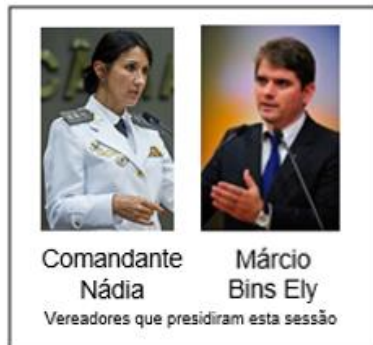 Comandante
Nádia
Márcio
Bins Ely
Vereadores que presidiram esta sessão